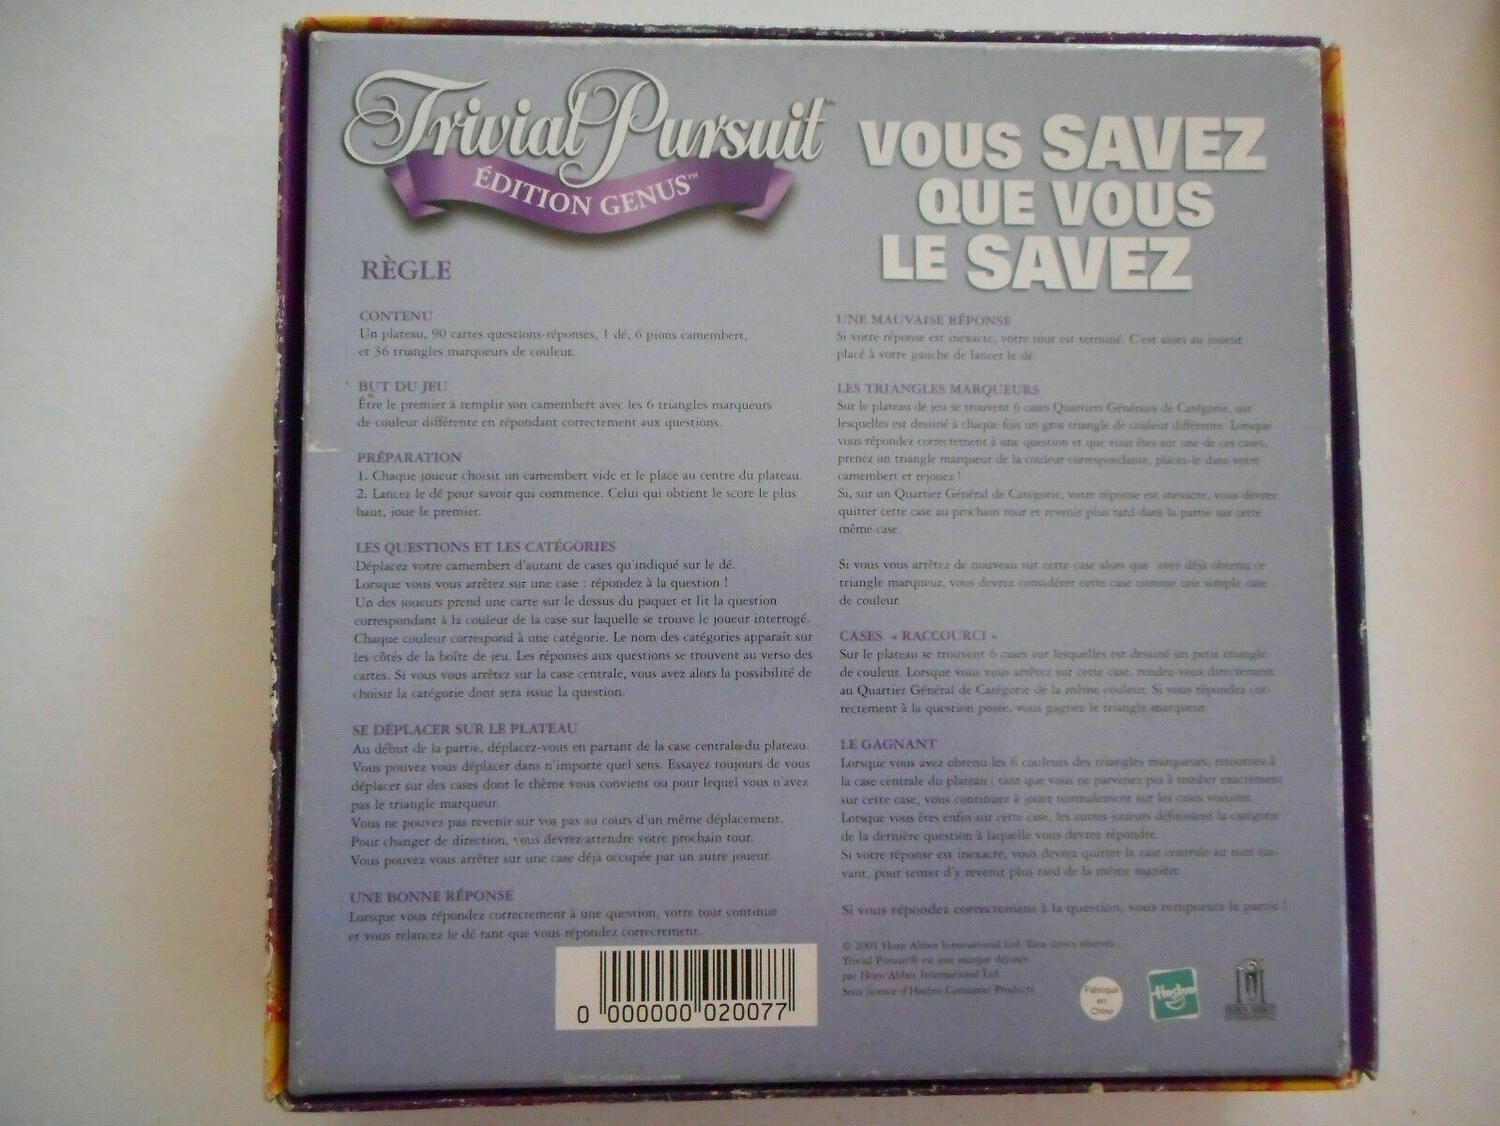 Trivial Pursuit
ÉDITION GENUS™
VOUS SAVEZ
QUE VOUS
LE SAVEZ
RÈGLE
CONTENU
Un plateau, 90 cartes questions-réponses, 1 dé, 6 pions camembert,
et 36 triangles marqueurs de couleur.
BUT DU JEU
Être le premier à remplir son camembert avec les 6 triangles marqueurs
de couleur différente en répondant correctement aux questions.
PRÉPARATION
1. Chaque joueur choisit un camembert vide et le place au centre du plateau.
2. Lancez le dé pour savoir qui commence. Celui qui obtient le score le plus
haut, joue le premier.
LES QUESTIONS ET LES CATÉGORIES
Déplacez votre camembert d'autant de cases qu'indiqué sur le dé.
Lorsque vous vous arrêtez sur une case : répondez à la question !
Un des joueurs prend une carte sur le dessus du paquet et lit la question
correspondant à la couleur de la case sur laquelle se trouve le joueur interrogé.
Chaque couleur correspond à une catégorie. Le nom des catégories apparaît sur
les côtés de la boîte de jeu. Les réponses aux questions se trouvent au verso des
cartes. Si vous vous arrêtez sur la case centrale, vous avez alors la possibilité de
choisir la catégorie dont sera issue la question.
SE DÉPLACER SUR LE PLATEAU
Au début de la partie, déplacez-vous en partant de la case centrale du plateau.
Vous pouvez vous déplacer dans n'importe quel sens. Essayez toujours de vous
déplacer sur des cases dont le thème vous convient ou pour lequel vous n'avez
pas le triangle marqueur.
Vous ne pouvez pas revenir sur vos pas au cours d'un même déplacement.
Pour changer de direction, vous devrez attendre votre prochain tour.
Vous pouvez vous arrêter sur une case déjà occupée par un autre joueur.
UNE BONNE RÉPONSE
Lorsque vous répondez correctement à une question, votre tour continue
et vous relancez le dé tant que vous répondez correctement.
0 000000 020077
UNE MAUVAISE RÉPONSE
Si votre réponse est inexacte, votre tour est terminé. C'est alors au joueur
placé à votre gauche de lancer le dé.
LES TRIANGLES MARQUEURS
Sur le plateau de jeu se trouvent 6 cases Quartiers Généraux de Catégorie, sur
lesquelles est dessiné à chaque fois un gros triangle de couleur différente. Lorsque
vous répondez correctement à une question et que vous êtes sur une de ces cases,
prenez un triangle marqueur de la couleur correspondante, placez-le dans votre
camembert et rejouez !
Si, sur un Quartier Général de Catégorie, votre réponse est inexacte, vous devrez
quitter cette case au prochain tour et revenir plus tard dans la partie sur cette
même case.
Si vous vous arrêtez de nouveau sur cette case alors que avez déjà obtenu ce
triangle marqueur, vous devrez considérer cette case comme une simple case
de couleur.
CASES « RACCOURCI »
Sur le plateau se trouvent 6 cases sur lesquelles est dessiné un petit triangle
de couleur. Lorsque vous vous arrêtez sur cette case, rendez-vous directement
au Quartier Général de Catégorie de la même couleur. Si vous répondez cor-
rectement à la question posée, vous gagnez le triangle marqueur.
LE GAGNANT
Lorsque vous avez obtenu les 6 couleurs des triangles marqueurs, retournez à
la case centrale du plateau : tant que vous ne parvenez pas à tomber exactement
sur cette case, vous continuez à jouer normalement sur les cases voisines.
Lorsque vous êtes enfin sur cette case, les autres joueurs définissent la catégorie
de la dernière question à laquelle vous devrez répondre.
Si votre réponse est inexacte, vous devrez quitter la case centrale au tour sui-
vant, pour tenter d'y revenir plus tard de la même manière.
Si vous répondez correctement à la question, vous remportez la partie !
© 2001 Horn Abbot International Ltd. Tous droits réservés.
Trivial Pursuit® est une marque déposée
par Horn Abbot International Ltd.
Sous licence d'Hasbro Consumer Products.
Fabriqué
en
Chine
Hasbro
HORN ABBOT